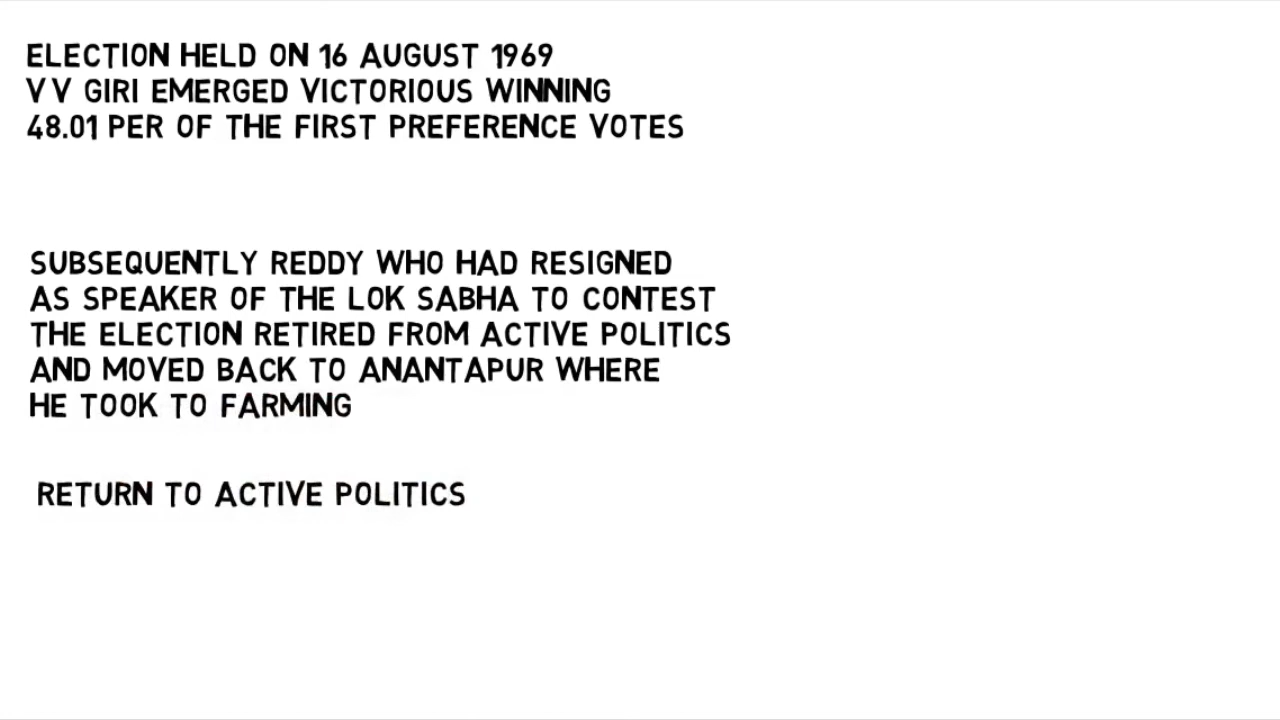 ELECTION HELD ON 16 AUGUST 1969
V V GIRI EMERGED VICTORIOUS WINNING
48.01 PER OF THE FIRST PREFERENCE VOTES
SUBSEQUENTLY REDDY WHO HAD RESIGNED
AS SPEAKER OF THE LOK SABHA TO CONTEST
THE ELECTION RETIRED FROM ACTIVE POLITICS
AND MOVED BACK TO ANANTAPUR WHERE
HE TOOK TO FARMING
RETURN TO ACTIVE POLITICS